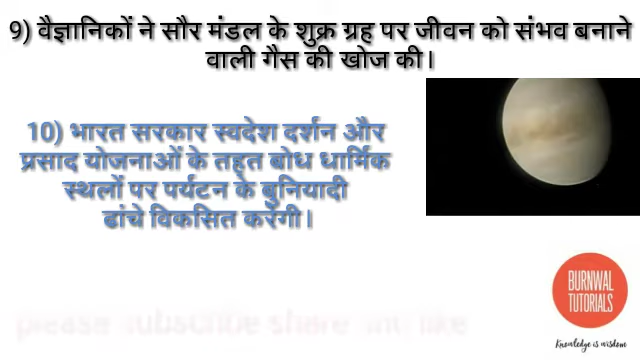 9) वैज्ञानिकों ने सौर मंडल के शुक्र ग्रह पर जीवन को संभव बनाने
वाली गैस की खोज की।
10) भारत सरकार स्वदेश दर्शन और
प्रसाद योजनाओं के तहत बोध धार्मिक
स्थलों पर पर्यटन के बुनियादी
ढांचे विकसित करेंगी।
BURNWAL
TUTORIALS
Knowledge is wisdom
please subscribe share and like